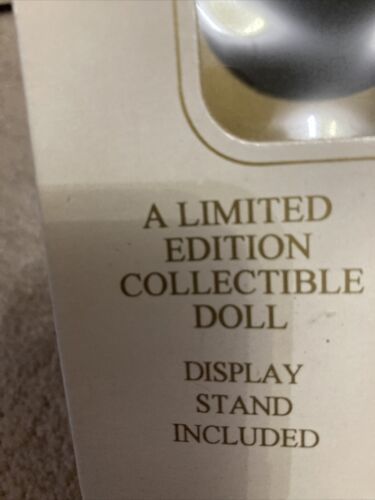 A LIMITED
EDITION
COLLECTIBLE
DOLL
DISPLAY
STAND
INCLUDED